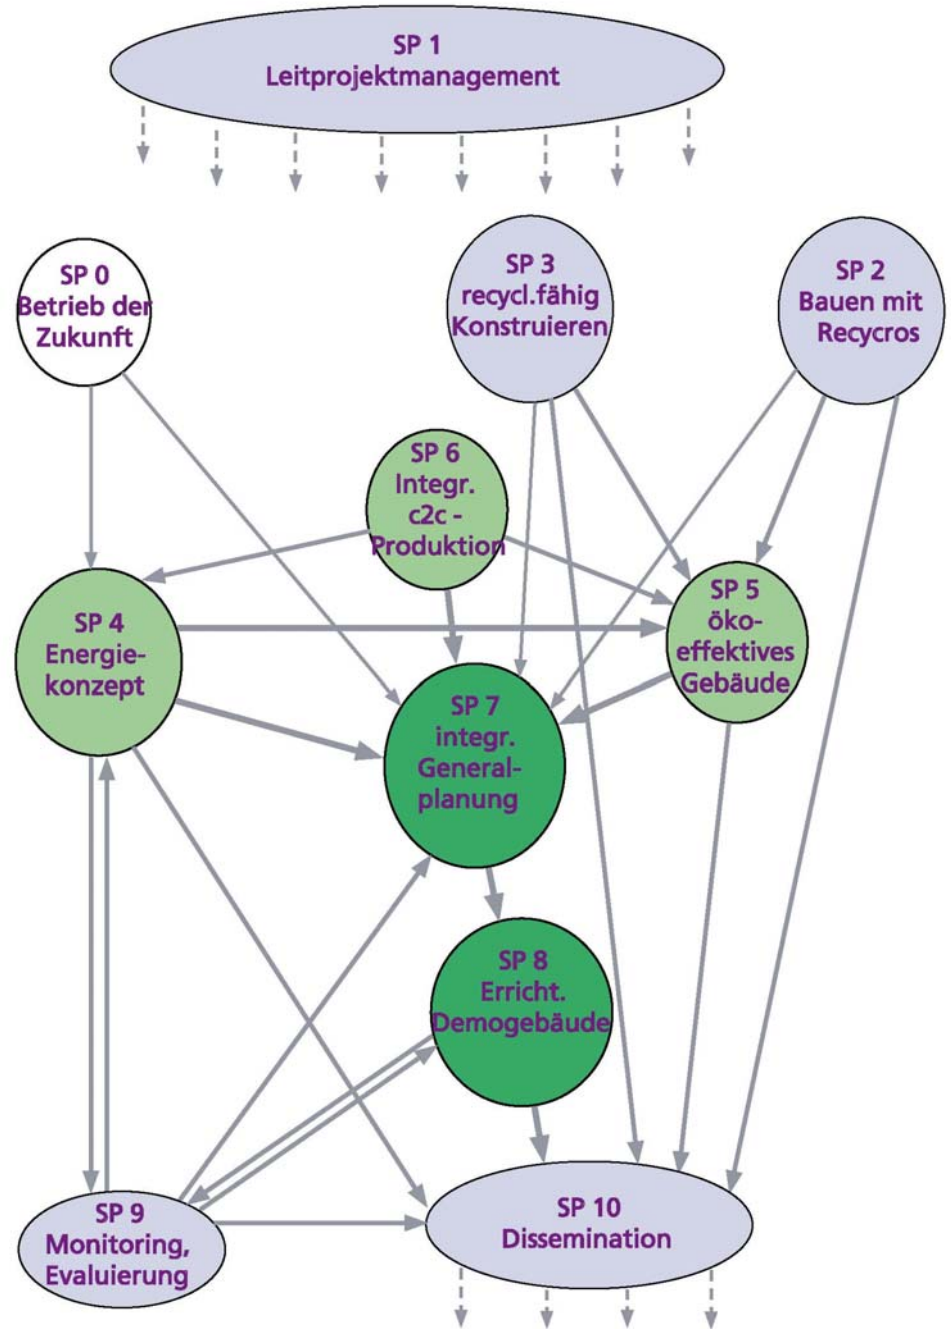 SP 1
Leitprojektmanagement
SP 0
Betrieb der
Zukunft
SP 3
recycl.fähig
Konstruieren
SP 2
Bauen mit
Recycros
SP 6
Integr.
c2c -
Produktion
SP 4
Energie-
konzept
SP 5
öko-
effektives
Gebäude
SP 7
integr.
General-
planung
SP 8
Erricht.
Demogebäude
SP 9
Monitoring,
Evaluierung
SP 10
Dissemination